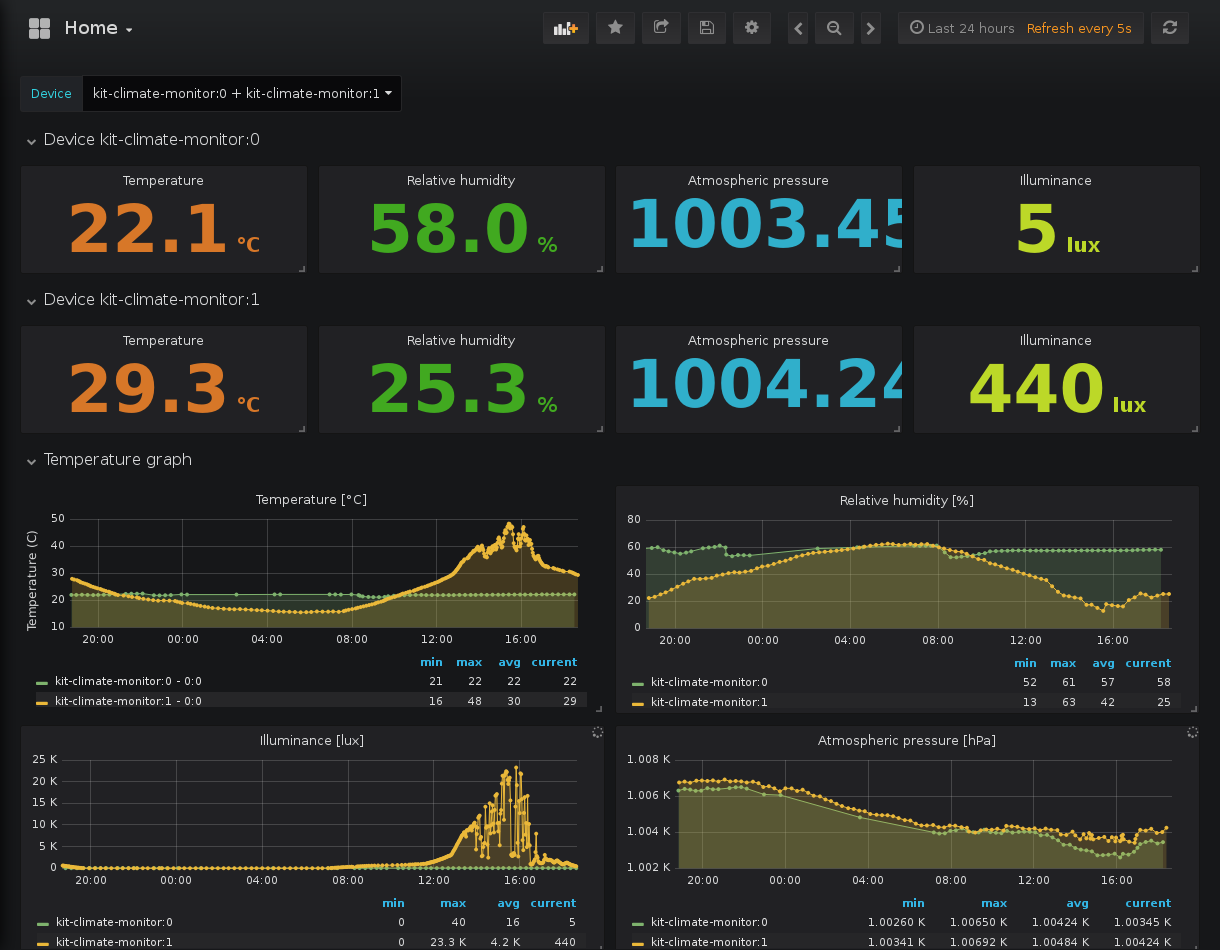 Home
Last 24 hours Refresh every 5s
Device kit-climate-monitor:0 + kit-climate-monitor:1
Device kit-climate-monitor:0
Temperature Relative humidity Atmospheric pressure Illuminance
22.1 °C 58.0 % 1003.45 5 lux
Device kit-climate-monitor:1
Temperature Relative humidity Atmospheric pressure Illuminance
29.3 °C 25.3 % 1004.24 440 lux
Temperature graph
Temperature [°C]
Temperature (C)
50
40
30
20
10
20:00 00:00 04:00 08:00 12:00 16:00
min max avg current
kit-climate-monitor:0 - 0:0 21 22 22 22
kit-climate-monitor:1 - 0:0 16 48 30 29
Relative humidity [%]
80
60
40
20
0
20:00 00:00 04:00 08:00 12:00 16:00
min max avg current
kit-climate-monitor:0 52 61 57 58
kit-climate-monitor:1 13 63 42 25
Illuminance [lux]
25 K
20 K
15 K
10 K
5 K
0
20:00 00:00 04:00 08:00 12:00 16:00
min max avg current
kit-climate-monitor:0 0 40 16 5
kit-climate-monitor:1 0 23.3 K 4.2 K 440
Atmospheric pressure [hPa]
1.008 K
1.006 K
1.004 K
1.002 K
20:00 00:00 04:00 08:00 12:00 16:00
min max avg current
kit-climate-monitor:0 1.00260 K 1.00650 K 1.00424 K 1.00345 K
kit-climate-monitor:1 1.00341 K 1.00692 K 1.00484 K 1.00424 K